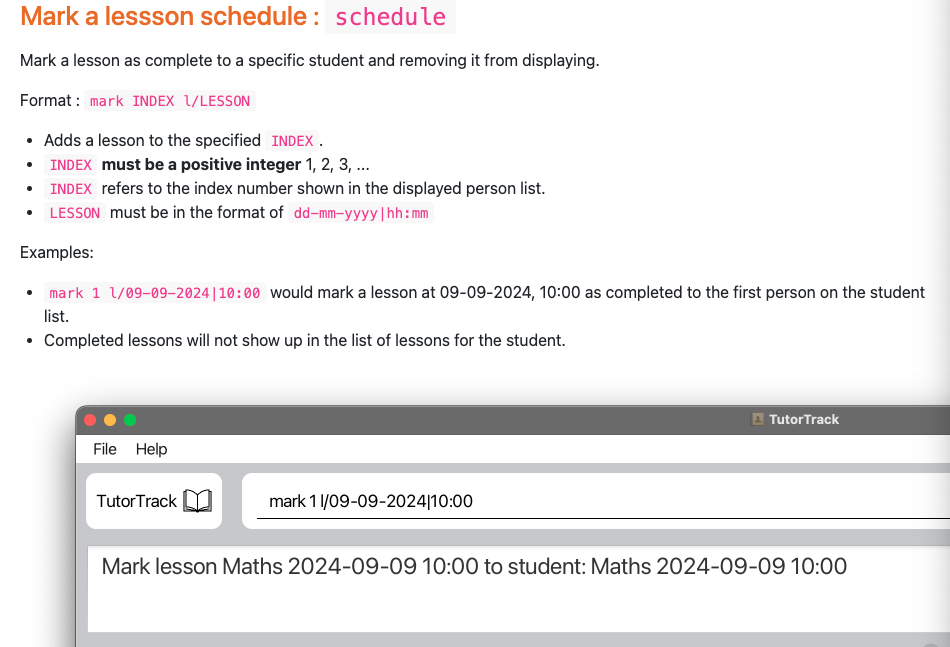 Mark a lessson schedule : schedule
Mark a lesson as complete to a specific student and removing it from displaying.
Format : mark INDEX l/LESSON
• Adds a lesson to the specified INDEX .
• INDEX must be a positive integer 1, 2, 3, …
• INDEX refers to the index number shown in the displayed person list.
• LESSON must be in the format of dd-mm-yyyy|hh:mm
Examples:
• mark 1 l/09-09-2024|10:00 would mark a lesson at 09-09-2024, 10:00 as completed to the first person on the student
list.
• Completed lessons will not show up in the list of lessons for the student.
TutorTrack
File Help
TutorTrack mark 1 l/09-09-2024|10:00
Mark lesson Maths 2024-09-09 10:00 to student: Maths 2024-09-09 10:00